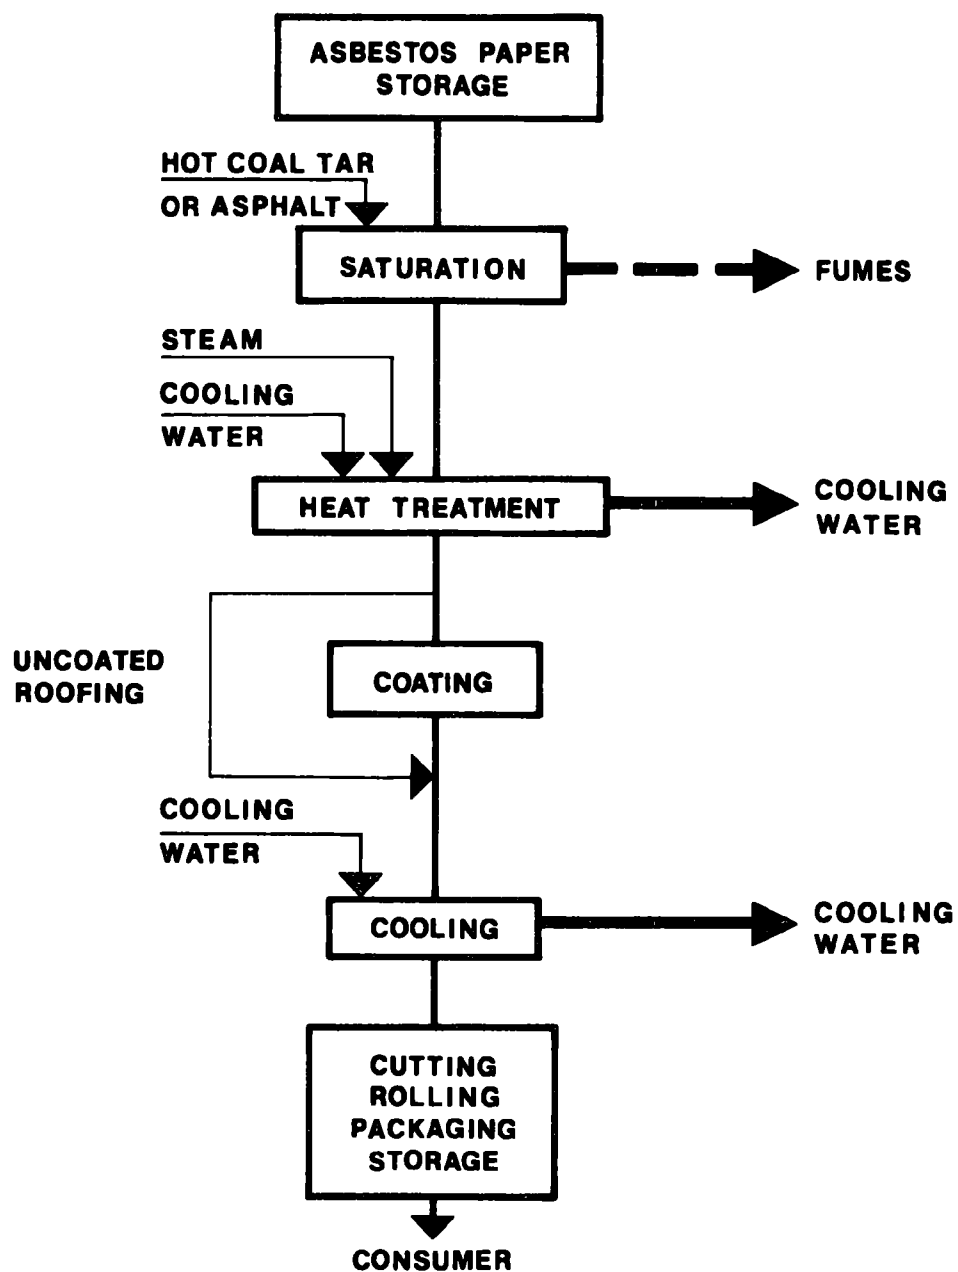 ASBESTOS PAPER
STORAGE
HOT COAL TAR
OR ASPHALT
SATURATION
FUMES
STEAM
COOLING
WATER
HEAT TREATMENT
COOLING
WATER
UNCOATED
ROOFING
COATING
COOLING
WATER
COOLING
COOLING
WATER
CUTTING
ROLLING
PACKAGING
STORAGE
CONSUMER